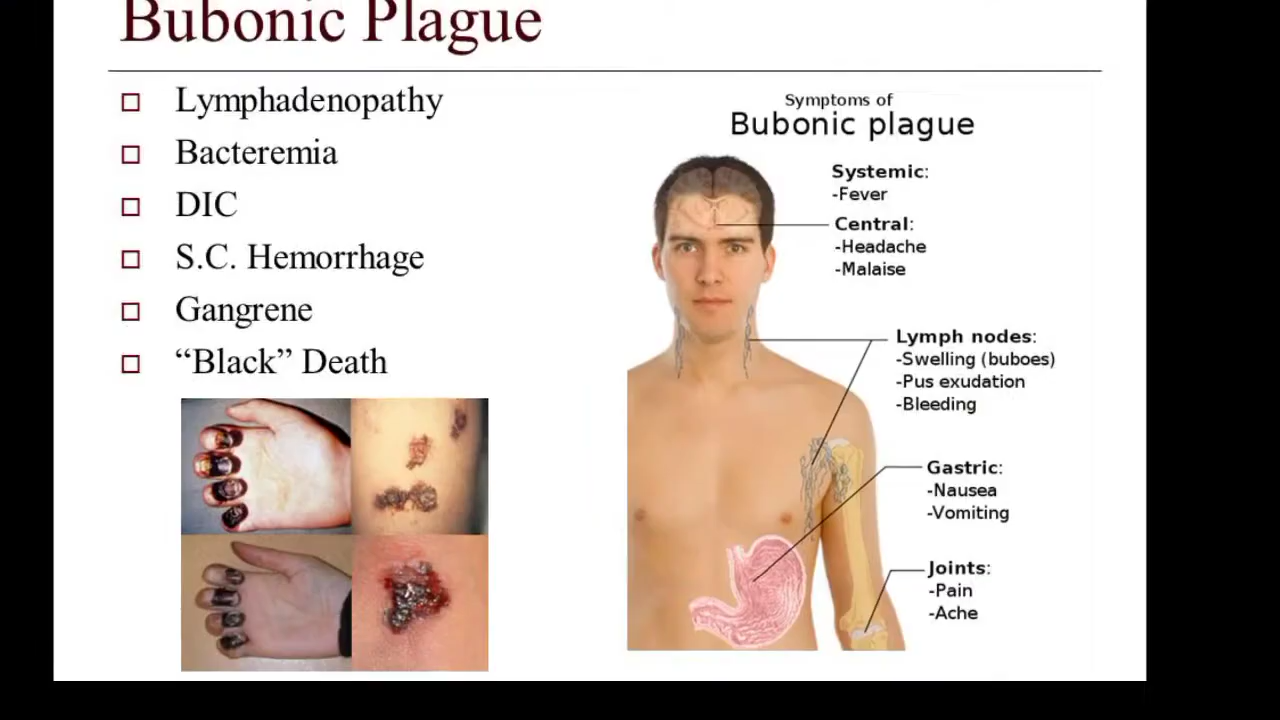 Bubonic Plague
Lymphadenopathy
Bacteremia
DIC
S.C. Hemorrhage
Gangrene
“Black” Death
Symptoms of
Bubonic plague
Systemic:
-Fever
Central:
-Headache
-Malaise
Lymph nodes:
-Swelling (buboes)
-Pus exudation
-Bleeding
Gastric:
-Nausea
-Vomiting
Joints:
-Pain
-Ache